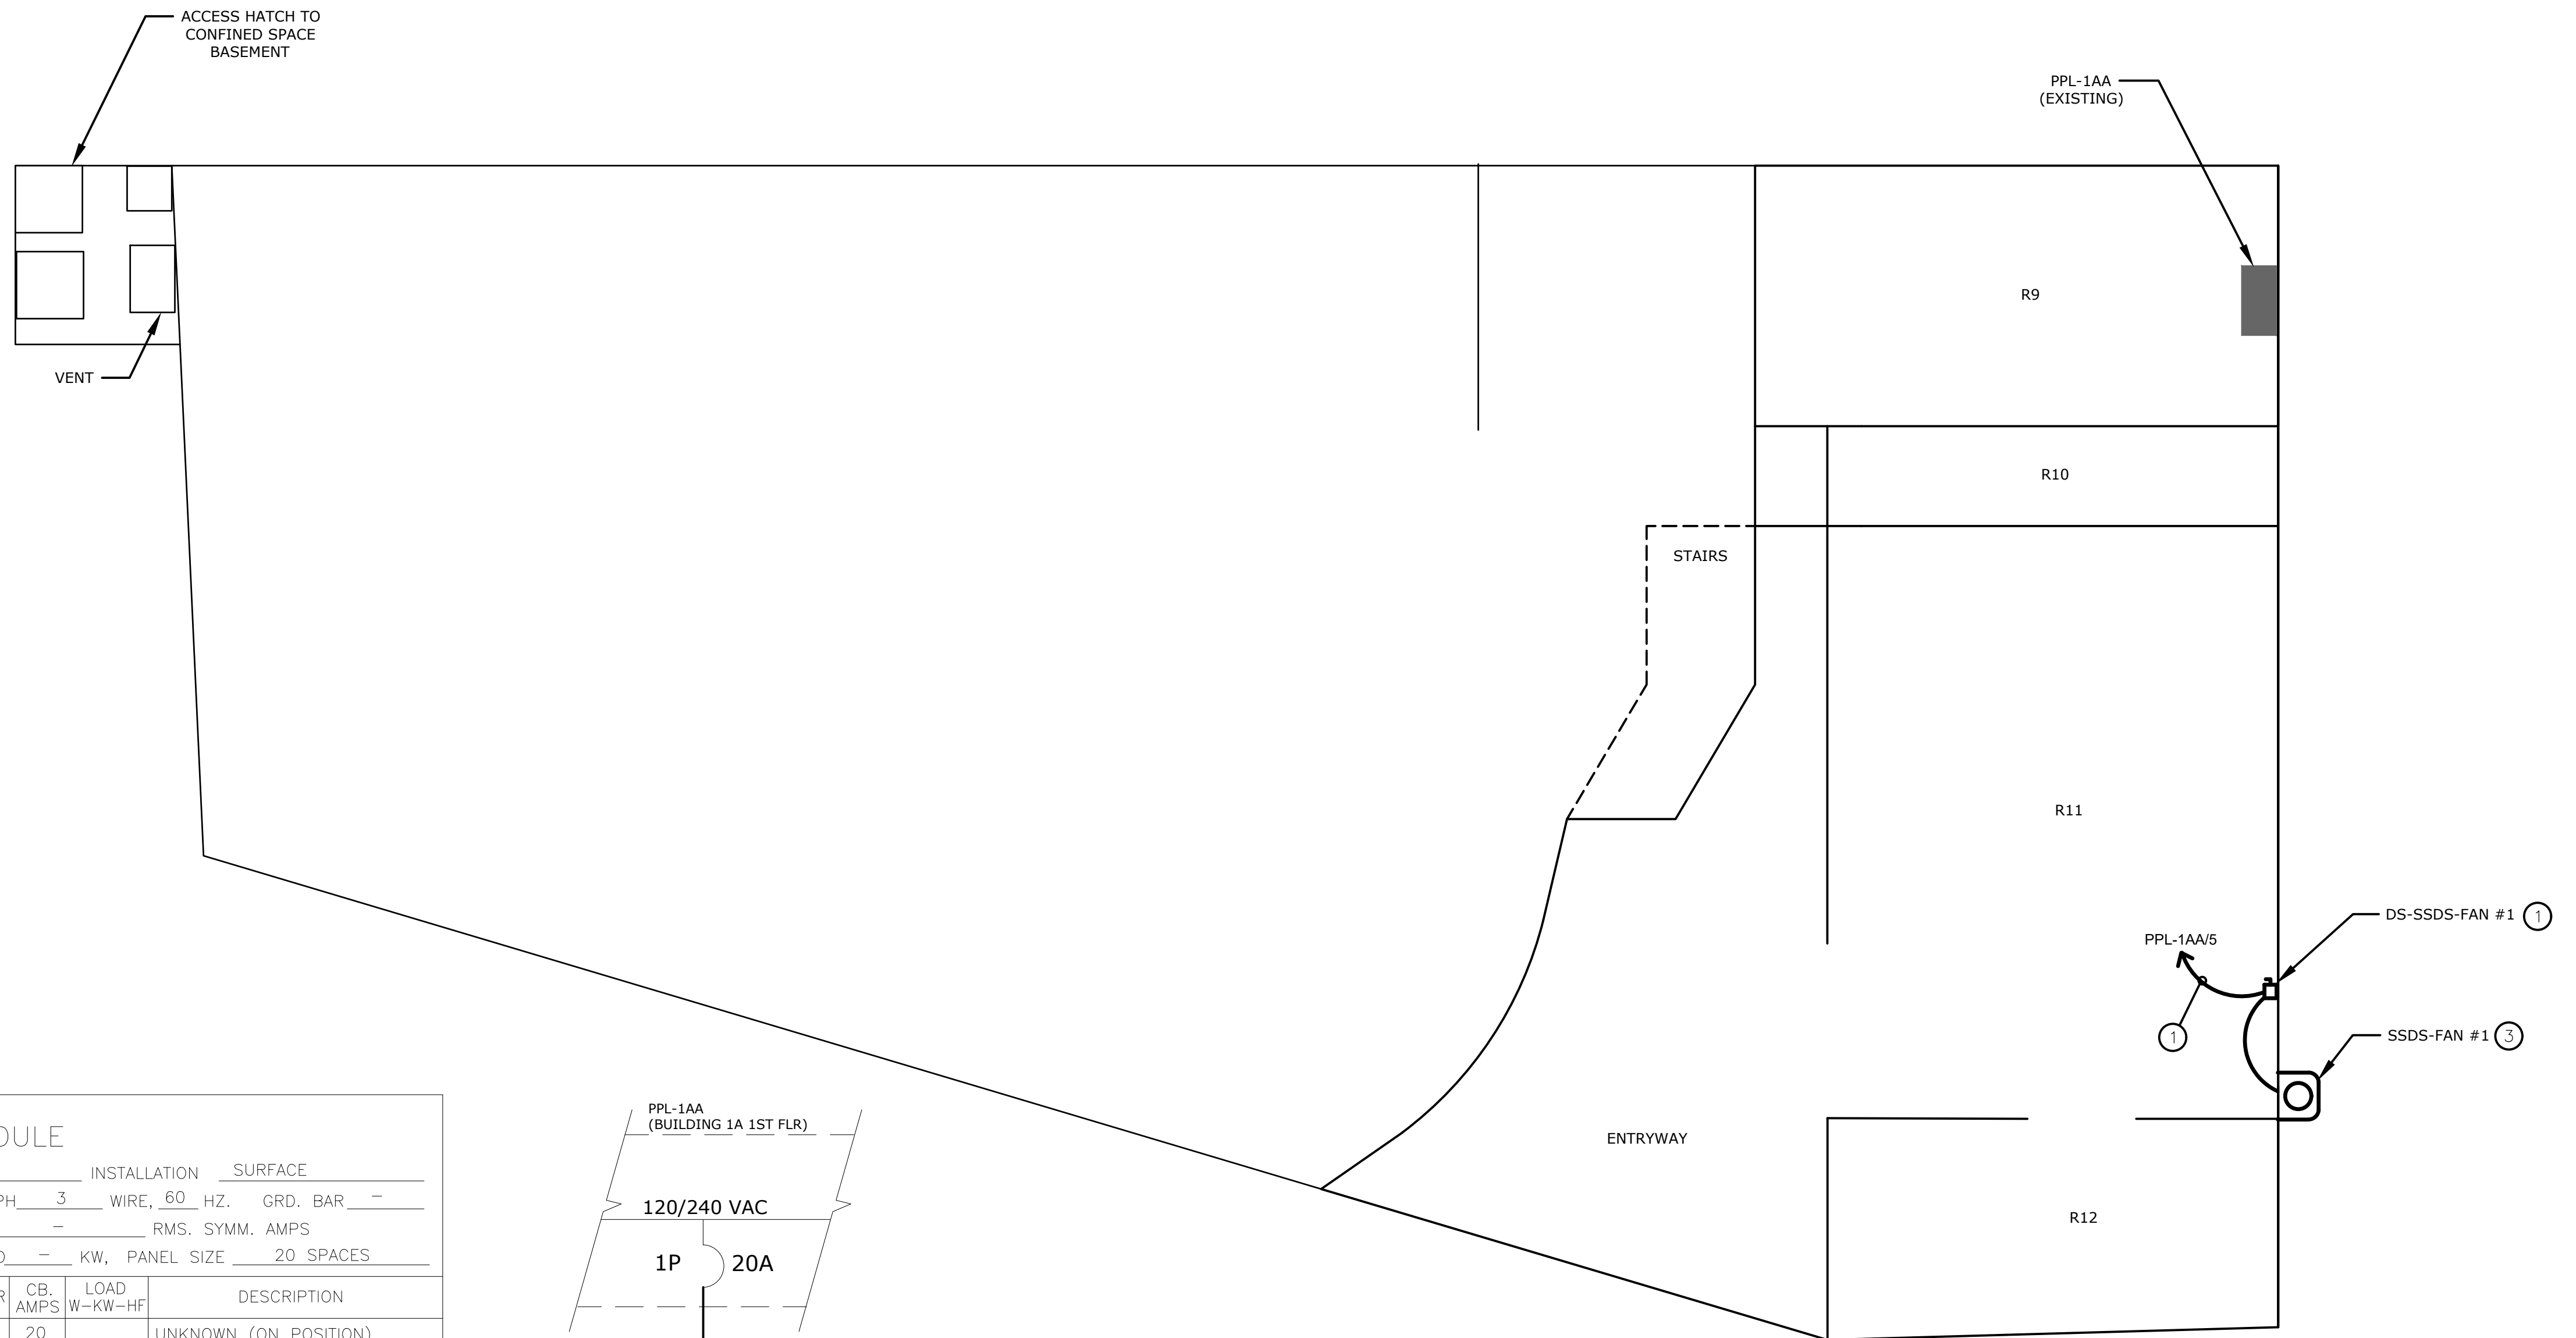 ACCESS HATCH TO
CONFINED SPACE
BASEMENT
PPL-1AA
(EXISTING)
VENT
R9
R10
STAIRS
R11
DS-SSDS-FAN #1 1
PPL-1AA/5
1
SSDS-FAN #1 3
ENTRYWAY
R12
PPL-1AA
(BUILDING 1A 1ST FLR)
120/240 VAC
1P 20A
INSTALLATION SURFACE
3 WIRE, 60 HZ. GRD. BAR -
- RMS. SYMM. AMPS
- KW, PANEL SIZE 20 SPACES
CB.
AMPS
LOAD
W-KW-HF
DESCRIPTION
20 UNKNOWN (ON POSITION)